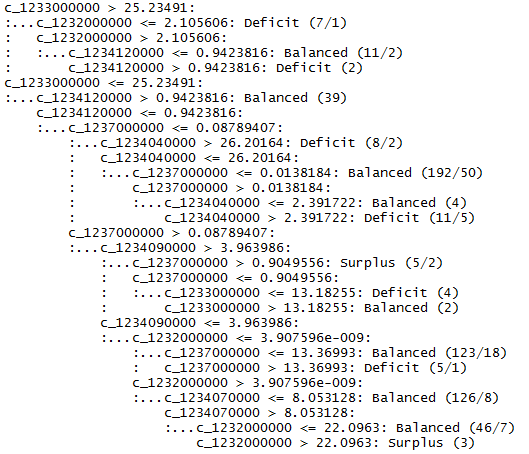 c_1233000000 > 25.23491:
:...c_1232000000 <= 2.105606: Deficit (7/1)
:   c_1232000000 > 2.105606:
:   :...c_1234120000 <= 0.9423816: Balanced (11/2)
:       c_1234120000 > 0.9423816: Deficit (2)
c_1233000000 <= 25.23491:
:...c_1234120000 > 0.9423816: Balanced (39)
    c_1234120000 <= 0.9423816:
    :...c_1237000000 <= 0.08789407:
        :...c_1234040000 > 26.20164: Deficit (8/2)
        :   c_1234040000 <= 26.20164:
        :   :...c_1237000000 <= 0.0138184: Balanced (192/50)
        :       c_1237000000 > 0.0138184:
        :       :...c_1234040000 <= 2.391722: Balanced (4)
        :           c_1234040000 > 2.391722: Deficit (11/5)
        c_1237000000 > 0.08789407:
        :...c_1234090000 > 3.963986:
            :...c_1237000000 > 0.9049556: Surplus (5/2)
            :   c_1237000000 <= 0.9049556:
            :   :...c_1233000000 <= 13.18255: Deficit (4)
            :       c_1233000000 > 13.18255: Balanced (2)
            c_1234090000 <= 3.963986:
            :...c_1232000000 <= 3.907596e-009:
                :...c_1237000000 <= 13.36993: Balanced (123/18)
                :   c_1237000000 > 13.36993: Deficit (5/1)
                c_1232000000 > 3.907596e-009:
                :...c_1234070000 <= 8.053128: Balanced (126/8)
                    c_1234070000 > 8.053128:
                    :...c_1232000000 <= 22.0963: Balanced (46/7)
                        c_1232000000 > 22.0963: Surplus (3)